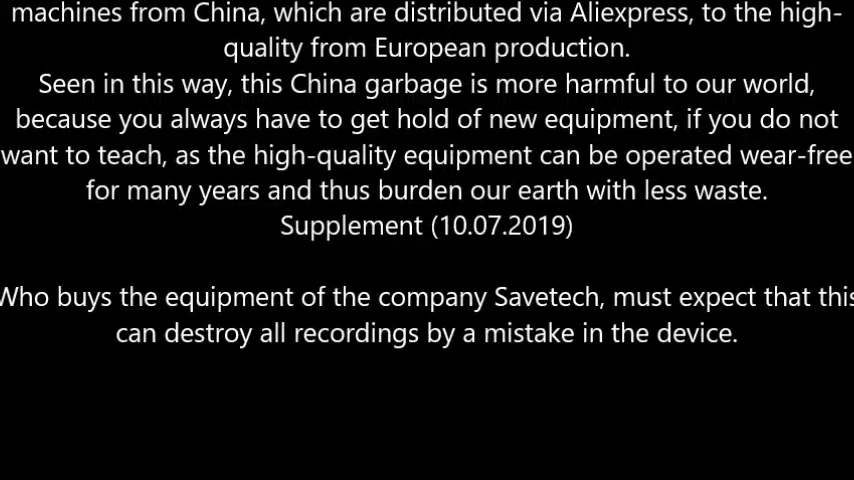 machines from China, which are distributed via Aliexpress, to the high-
quality from European production.
Seen in this way, this China garbage is more harmful to our world,
because you always have to get hold of new equipment, if you do not
want to teach, as the high-quality equipment can be operated wear-free
for many years and thus burden our earth with less waste.
Supplement (10.07.2019)
Who buys the equipment of the company Savetech, must expect that this
can destroy all recordings by a mistake in the device.